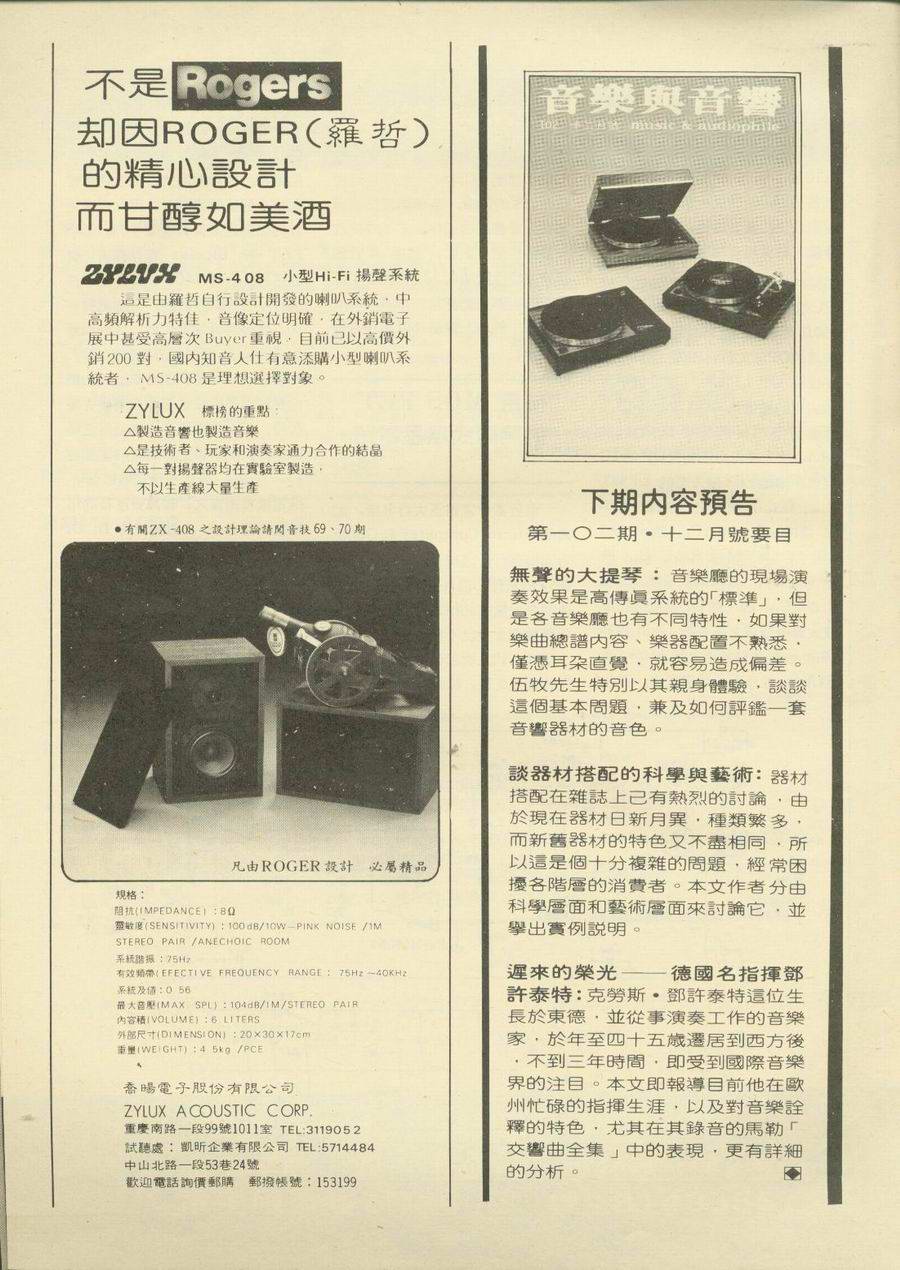 不是Rogers
却因ROGER(羅哲)
的精心設計
而甘醇如美酒
ZYLUX MS-408 小型Hi-Fi 揚聲系統
這是由羅哲自行設計開發的喇叭系統，中
高頻解析力特佳，音像定位明確，在外銷電子
展中甚受高層次Buyer重視，目前已以高價外
銷200對，國內知音人仕有意添購小型喇叭系
統者，MS-408是理想選擇對象。
ZYLUX 標榜的重點：
△製造音響也製造音樂
△是技術者、玩家和演奏家通力合作的結晶
△每一對揚聲器均在實驗室製造，
不以生產線大量生產
●有關ZX-408之設計理論請閱音技69、70期
凡由ROGER設計 必屬精品
規格：
阻抗(IMPEDANCE)：8Ω
靈敏度(SENSITIVITY)：100dB/10W—PINK NOISE /1M
STEREO PAIR /ANECHOIC ROOM
系統諧振：75Hz
有效頻帶(EFECTIVE FREQUENCY RANGE：75Hz～40KHz
系統及值：0 56
最大音壓(MAX SPL)：104dB/1M/STEREO PAIR
內容積(VOLUME)：6 LITERS
外部尺寸(DIMENSION)：20×30×17cm
重量(WEIGHT)：4 5kg /PCE
喬暘電子股份有限公司
ZYLUX ACOUSTIC CORP.
重慶南路一段99號1011室 TEL:3119052
試聽處：凱昕企業有限公司 TEL:5714484
中山北路一段53巷24號
歡迎電話詢價郵購 郵撥帳號：153199
音樂與音響
music & audiophile
下期内容預告
第一〇二期•十二月號要目
無聲的大提琴：音樂廳的現場演
奏效果是高傳眞系統的「標準」，但
是各音樂廳也有不同特性，如果對
樂曲總譜内容、樂器配置不熟悉，
僅憑耳朶直覺，就容易造成偏差。
伍牧先生特別以其親身體驗，談談
這個基本問題，兼及如何評鑑一套
音響器材的音色。
談器材搭配的科學與藝術：器材
搭配在雜誌上已有熱烈的討論，由
於現在器材日新月異，種類繁多，
而新舊器材的特色又不盡相同，所
以這是個十分複雜的問題，經常困
擾各階層的消費者。本文作者分由
科學層面和藝術層面來討論它，並
擧出實例説明。
遲來的榮光——德國名指揮鄧
許泰特：克勞斯•鄧許泰特這位生
長於東德，並從事演奏工作的音樂
家，於年至四十五歲遷居到西方後
，不到三年時間，即受到國際音樂
界的注目。本文即報導目前他在歐
州忙碌的指揮生涯，以及對音樂詮
釋的特色，尤其在其錄音的馬勒「
交響曲全集」中的表現，更有詳細
的分析。